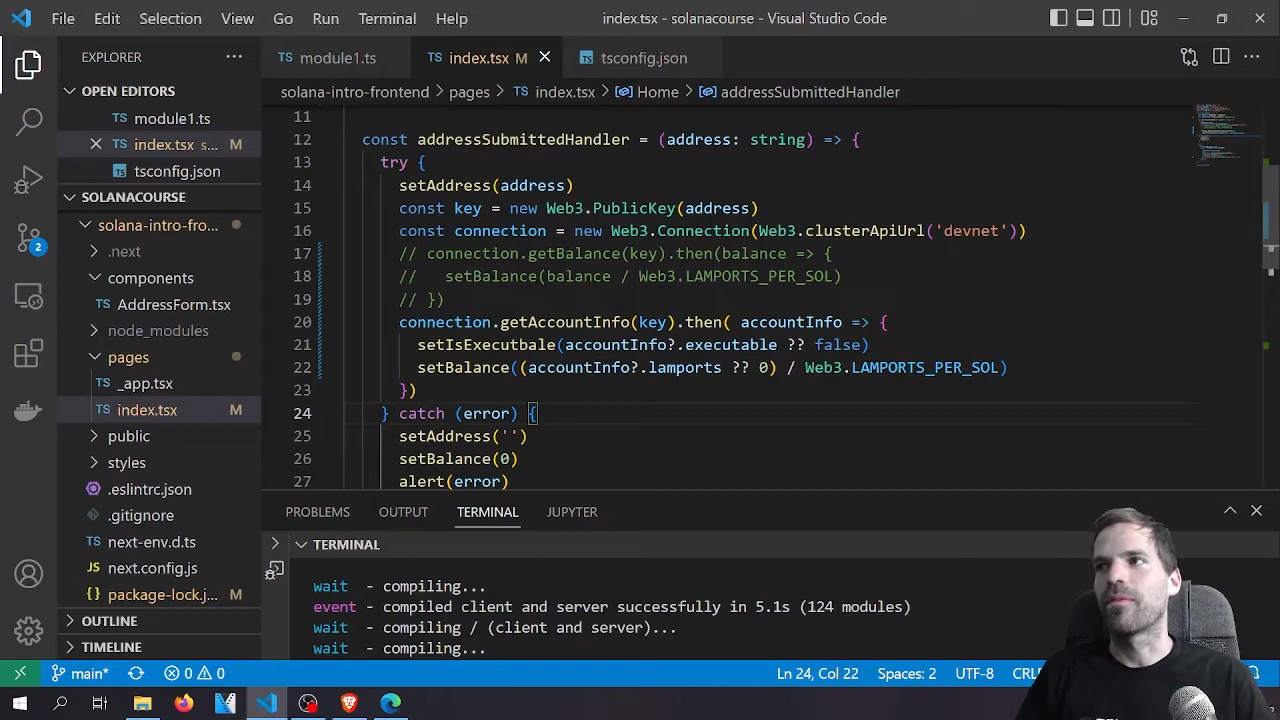 File Edit Selection View Go Run Terminal Help index.tsx - solanacourse - Visual Studio Code
EXPLORER
OPEN EDITORS
module1.ts
index.tsx s... M
tsconfig.json
SOLANACOURSE
solana-intro-fro...
.next
components
AddressForm.tsx
node_modules
pages
_app.tsx
index.tsx M
public
styles
.eslintrc.json
.gitignore
next-env.d.ts
next.config.js
package-lock.j... M
OUTLINE
TIMELINE
2
module1.ts index.tsx M tsconfig.json
solana-intro-frontend > pages > index.tsx > Home > addressSubmittedHandler
11
12 const addressSubmittedHandler = (address: string) => {
13 try {
14 setAddress(address)
15 const key = new Web3.PublicKey(address)
16 const connection = new Web3.Connection(Web3.clusterApiUrl('devnet'))
17 // connection.getBalance(key).then(balance => {
18 // setBalance(balance / Web3.LAMPORTS_PER_SOL)
19 // })
20 connection.getAccountInfo(key).then( accountInfo => {
21 setIsExecutbale(accountInfo?.executable ?? false)
22 setBalance((accountInfo?.lamports ?? 0) / Web3.LAMPORTS_PER_SOL)
23 })
24 } catch (error) {
25 setAddress('')
26 setBalance(0)
27 alert(error)
PROBLEMS OUTPUT TERMINAL JUPYTER
TERMINAL
wait - compiling...
event - compiled client and server successfully in 5.1s (124 modules)
wait - compiling / (client and server)...
wait - compiling...
main* 0 0 Ln 24, Col 22 Spaces: 2 UTF-8 CRL